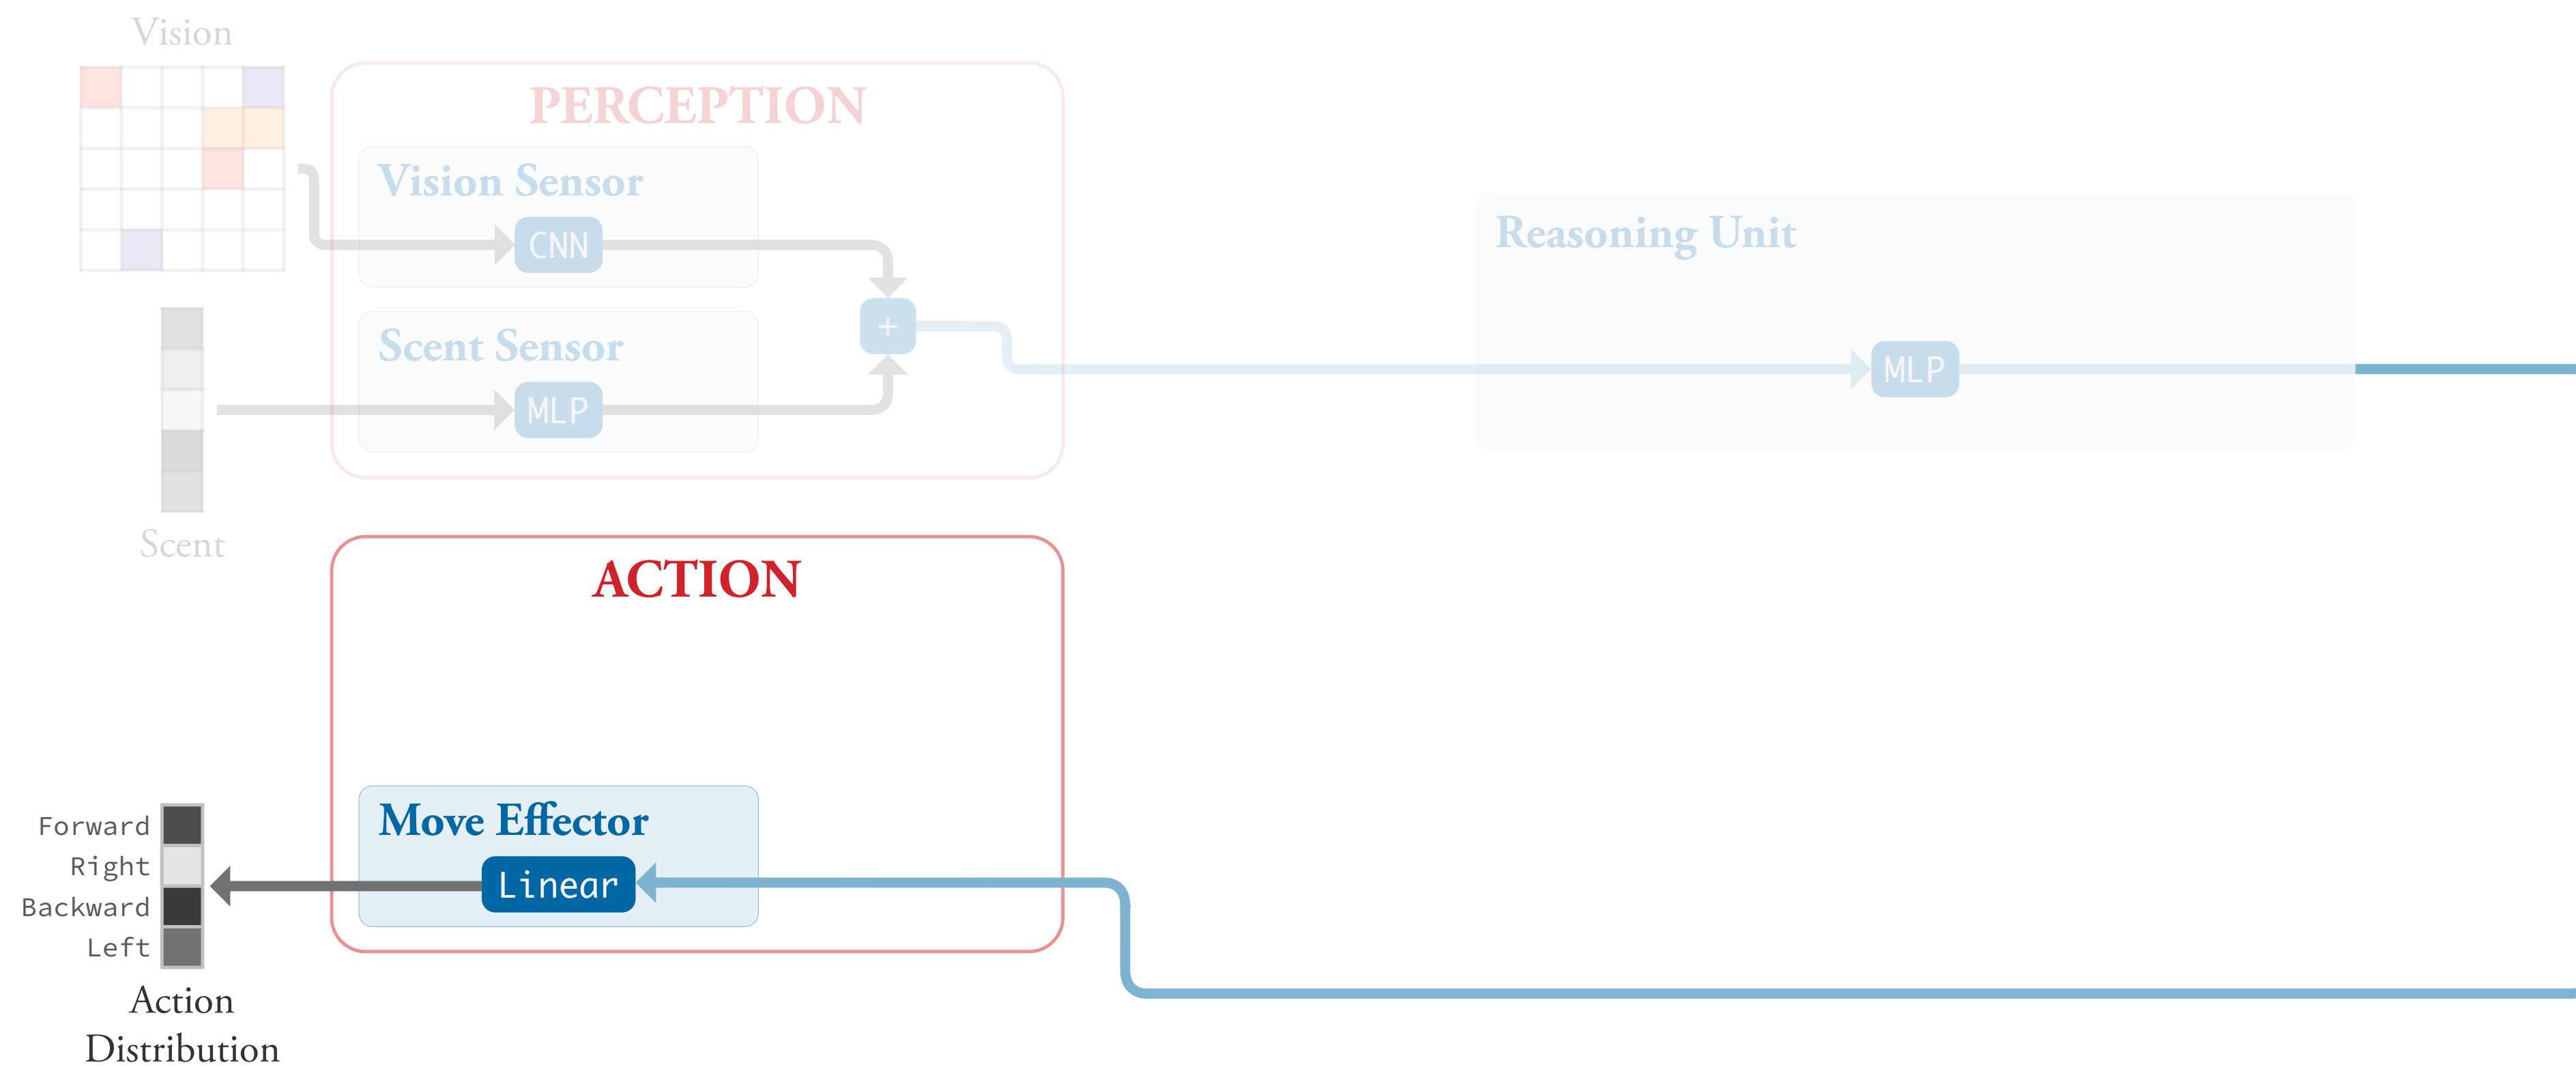 Vision
PERCEPTION
Vision Sensor
CNN
Scent Sensor
MLP
+
Scent
Reasoning Unit
MLP
ACTION
Move Effector
Linear
Forward
Right
Backward
Left
Action
Distribution